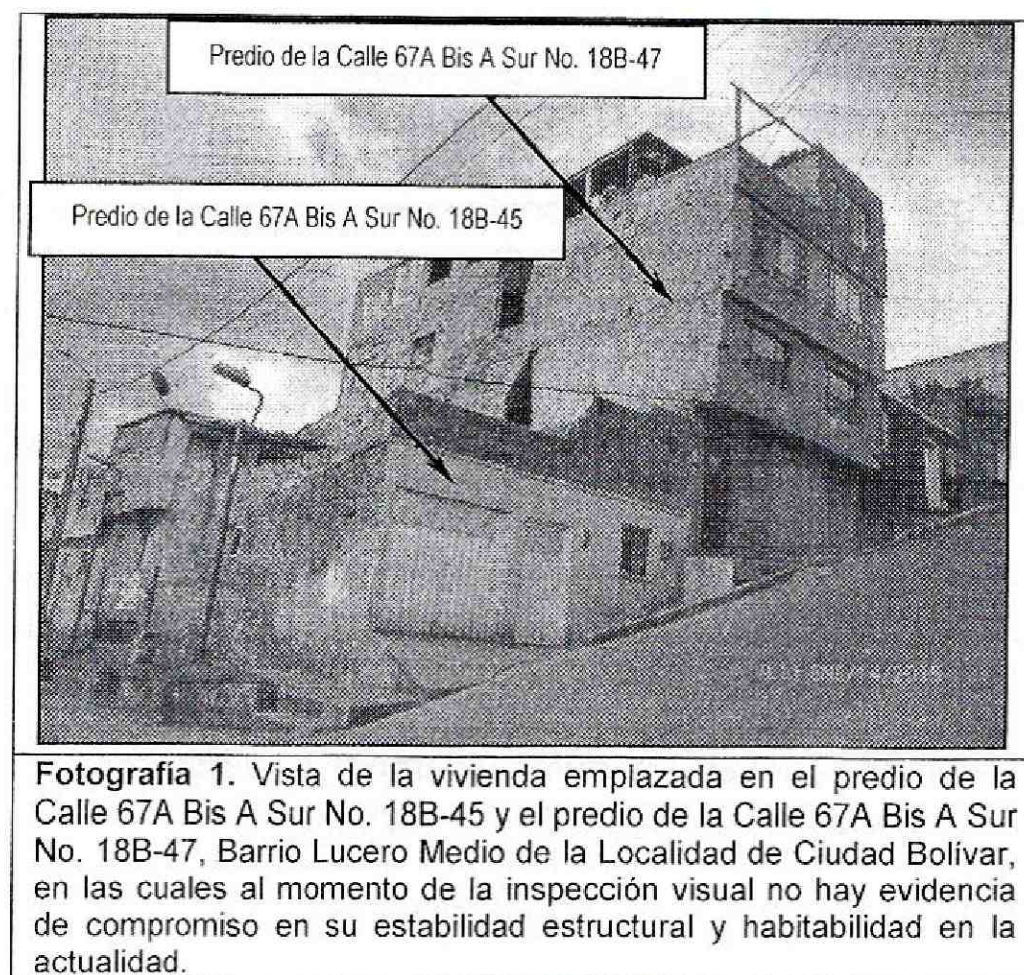 Predio de la Calle 67A Bis A Sur No. 18B-47
Predio de la Calle 67A Bis A Sur No. 18B-45
Fotografía 1. Vista de la vivienda emplazada en el predio de la
Calle 67A Bis A Sur No. 18B-45 y el predio de la Calle 67A Bis A Sur
No. 18B-47, Barrio Lucero Medio de la Localidad de Ciudad Bolívar,
en las cuales al momento de la inspección visual no hay evidencia
de compromiso en su estabilidad estructural y habitabilidad en la
actualidad.